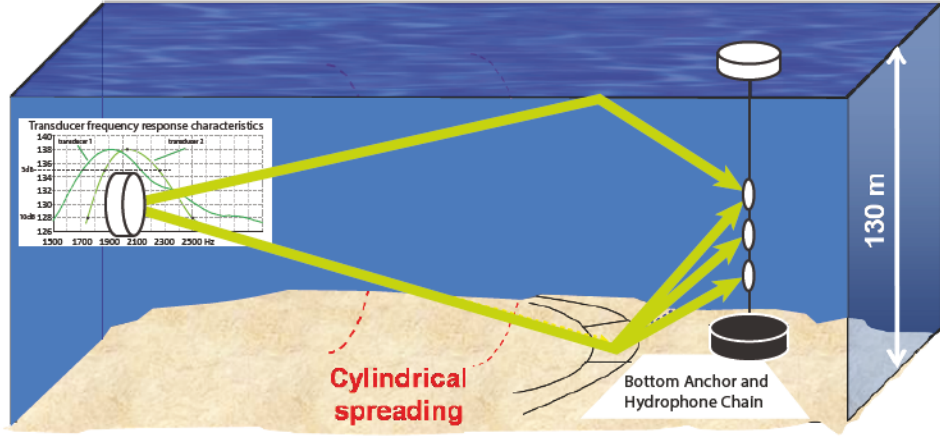 Transducer frequency response characteristics
transducer 1
transducer 2
140
138
136
3db
134
132
130
10dB 128
126
1500 1700 1900 2100 2300 2500 Hz
130 m
Cylindrical
spreading
Bottom Anchor and
Hydrophone Chain